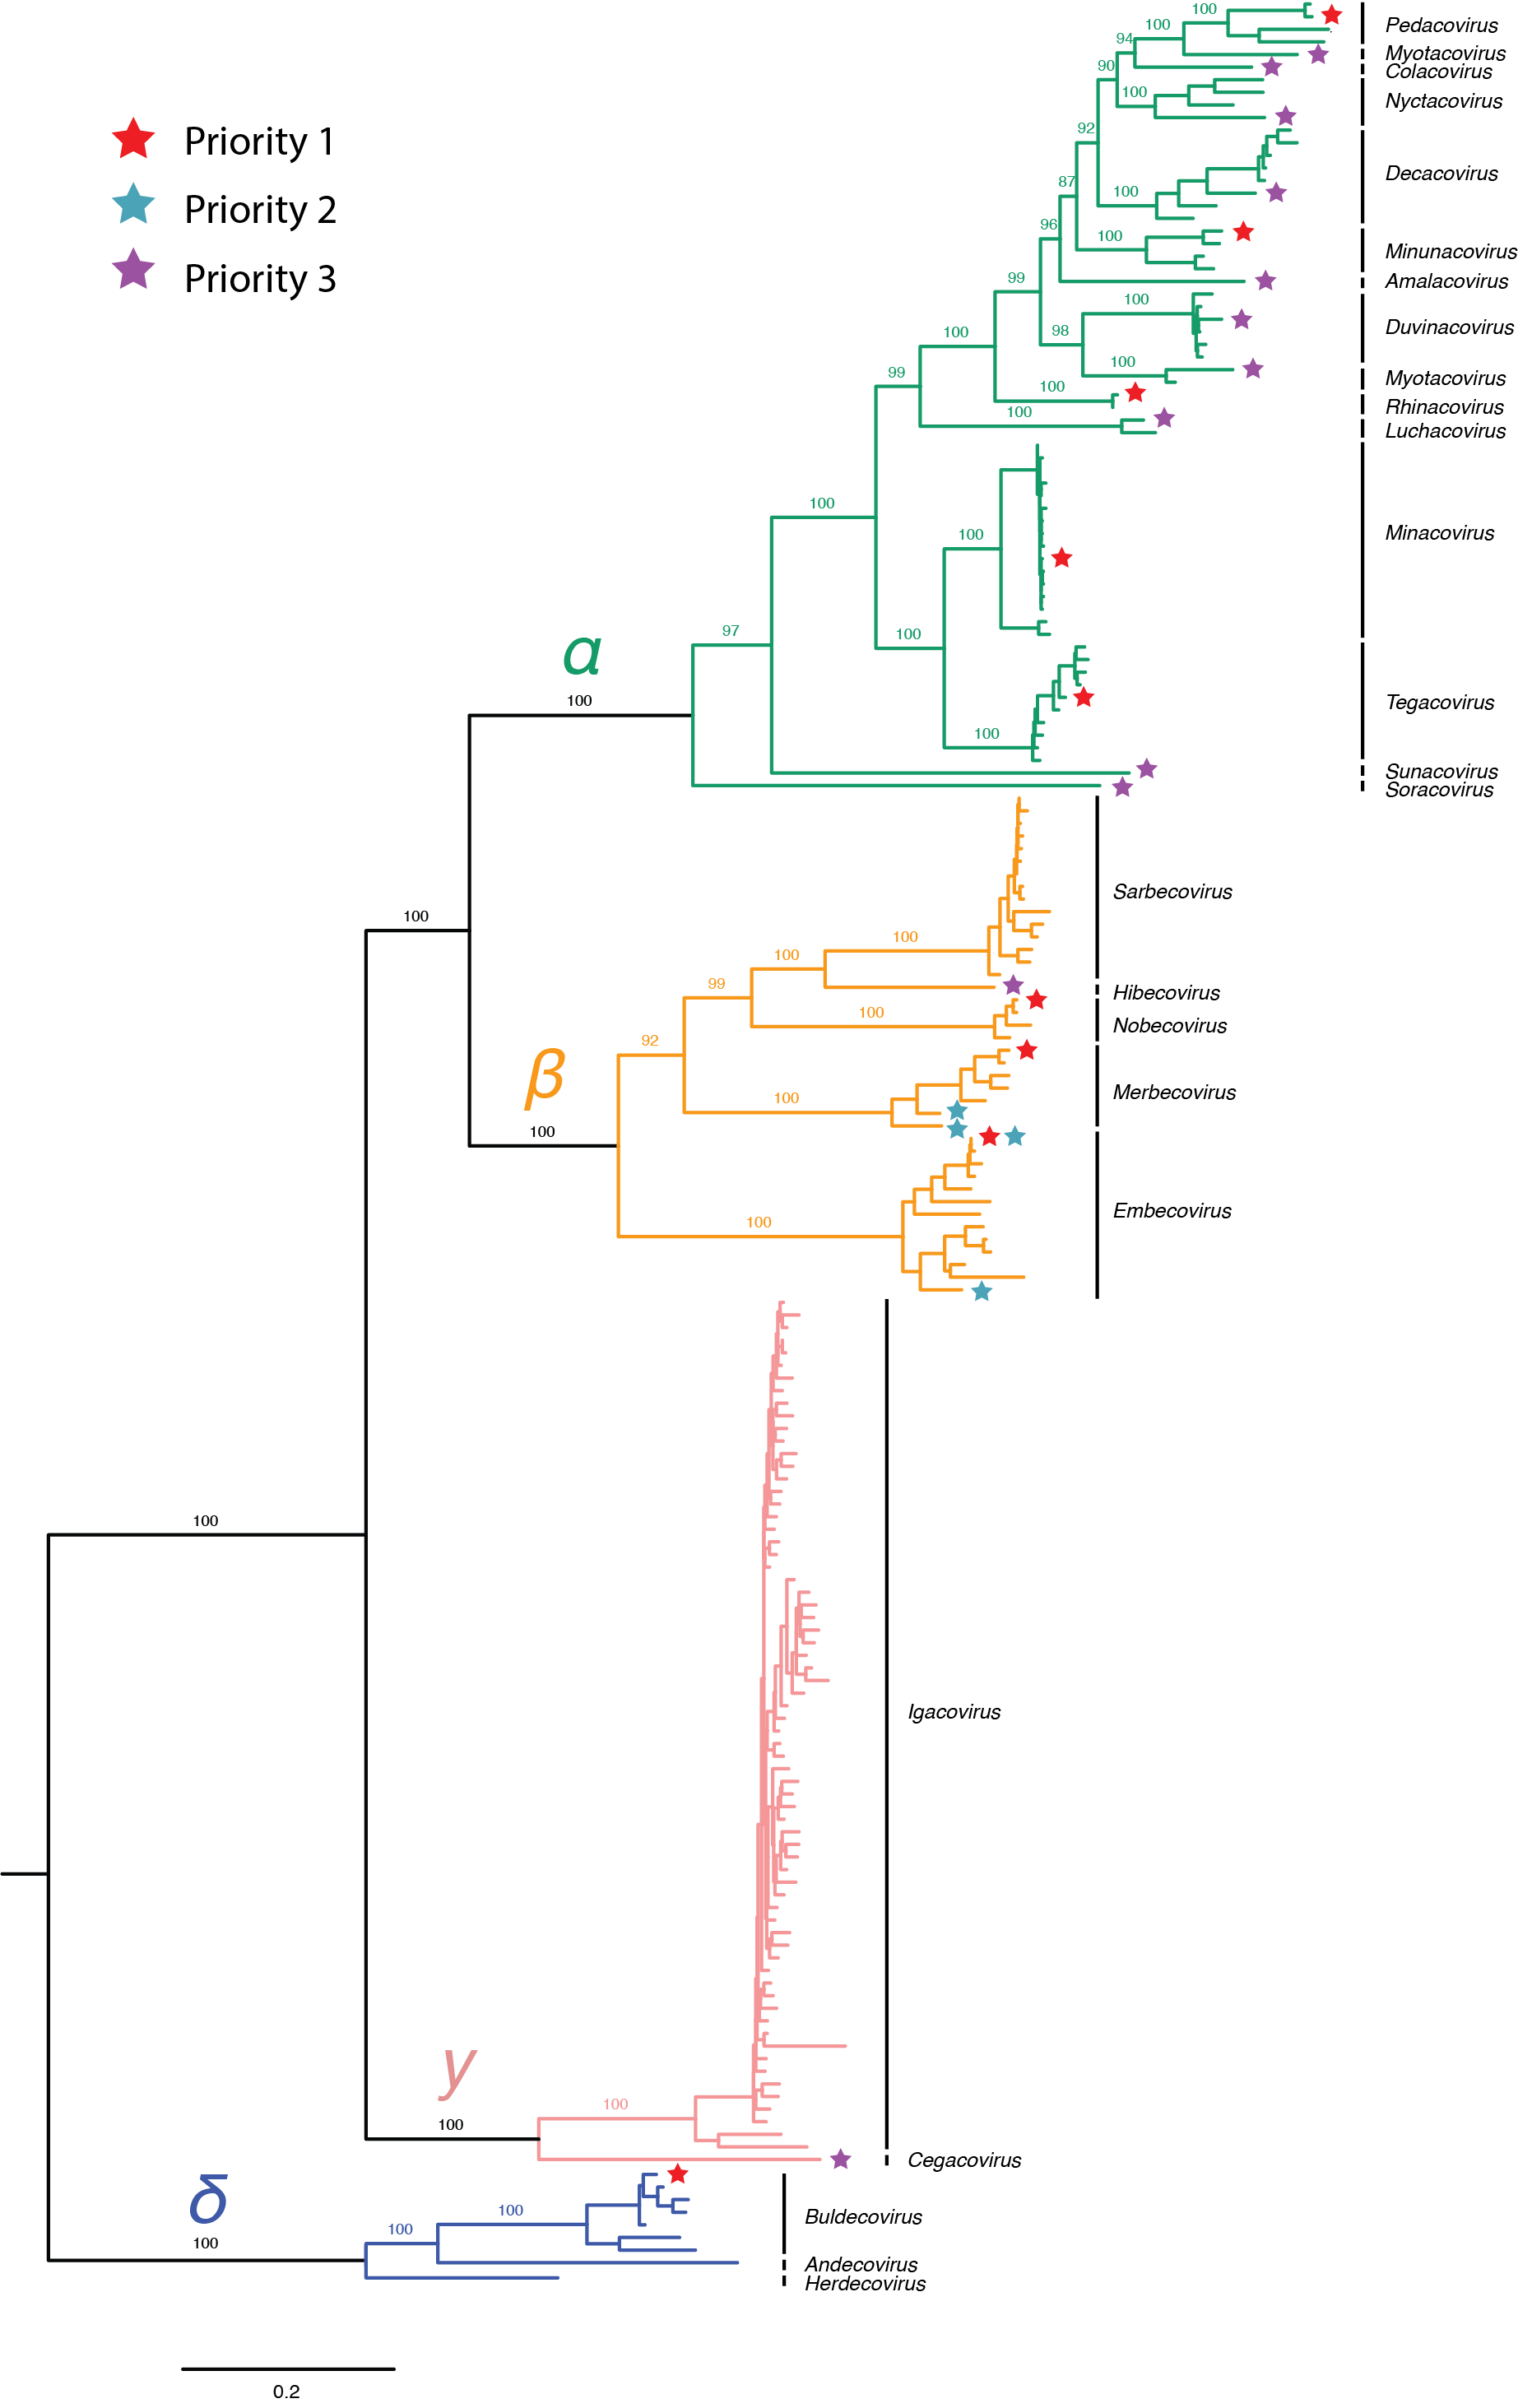 100
Pedacovirus
100
94
Myotacovirus
90
Colacovirus
100
Nyctacovirus
Priority 1
92
Decacovirus
87
100
Priority 2
96
100
Minunacovirus
Priority 3
99
Amalacovirus
100
Duvinacovirus
100
98
100
99
Myotacovirus
100
Rhinacovirus
100
Luchacovirus
100
100
Minacovirus
97
100
α
100
Tegacovirus
100
Sunacovirus
Soracovirus
Sarbecovirus
100
100
100
99
Hibecovirus
100
Nobecovirus
92
β
100
Merbecovirus
100
100
Embecovirus
100
Igacovirus
γ
100
100
Cegacovirus
δ
100
Buldecovirus
100
100
Andecovirus
Herdecovirus
0.2